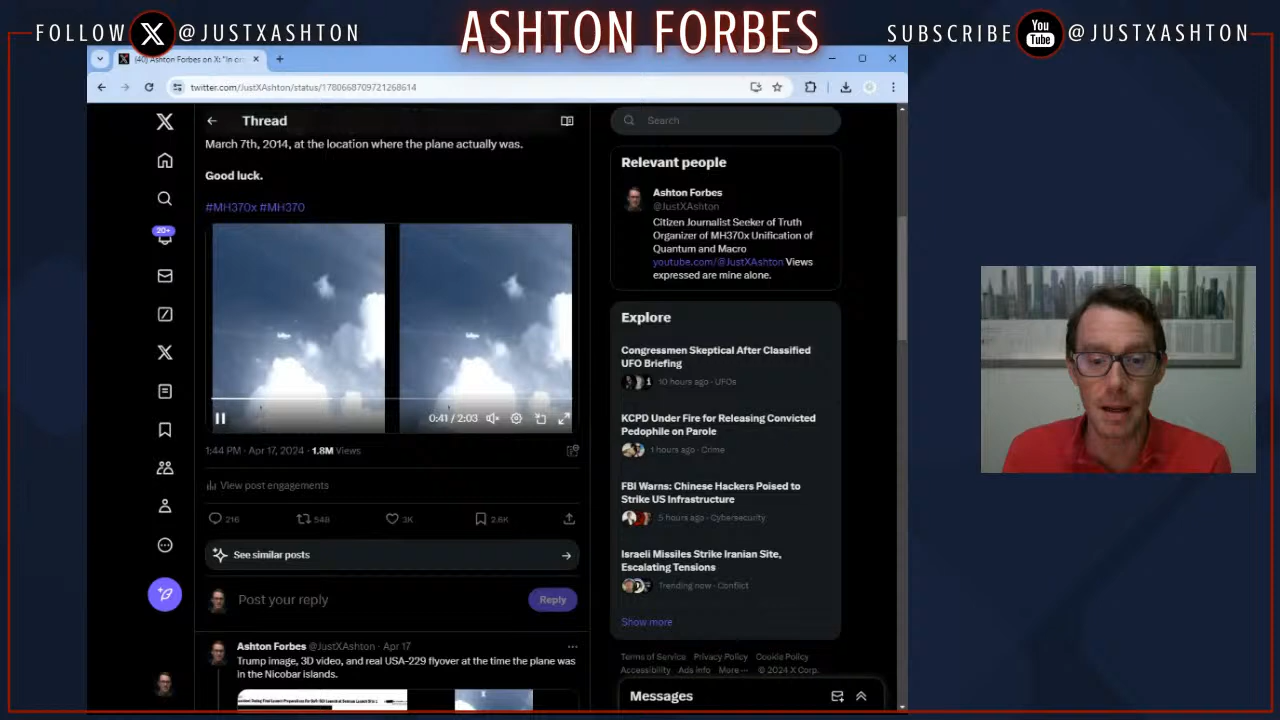 FOLLOW X @JUSTXASHTON
ASHTON FORBES
SUBSCRIBE You Tube @JUSTXASHTON
(40) Ashton Forbes on X: "In or
twitter.com/JustXAshton/status/1780668709721268614
Thread
March 7th, 2014, at the location where the plane actually was.
Good luck.
#MH370x #MH370
0:41 / 2:03
1:44 PM · Apr 17, 2024 · 1.8M Views
View post engagements
216 548 3K 2.6K
See similar posts
Post your reply
Reply
Ashton Forbes @JustXAshton · Apr 17
Trump image, 3D video, and real USA-229 flyover at the time the plane was
in the Nicobar islands.
20+
Search
Relevant people
Ashton Forbes
@JustXAshton
Citizen Journalist Seeker of Truth
Organizer of MH370x Unification of
Quantum and Macro
youtube.com/@JustXAshton Views
expressed are mine alone.
Explore
Congressmen Skeptical After Classified
UFO Briefing
10 hours ago · UFOs
KCPD Under Fire for Releasing Convicted
Pedophile on Parole
1 hours ago · Crime
FBI Warns: Chinese Hackers Poised to
Strike US Infrastructure
5 hours ago · Cybersecurity
Israeli Missiles Strike Iranian Site,
Escalating Tensions
Trending now · Conflict
Show more
Terms of Service Privacy Policy Cookie Policy
Accessibility Ads info More ··· © 2024 X Corp.
Messages